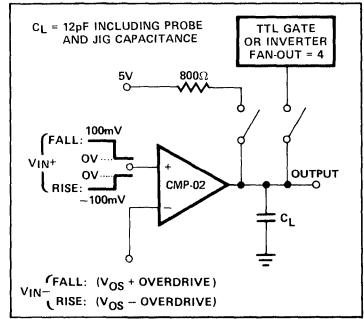 CL = 12pF INCLUDING PROBE
AND JIG CAPACITANCE
TTL GATE
OR INVERTER
FAN-OUT = 4
5V
800Ω
FALL: 100mV
0V
VIN+
0V
RISE: ~100mV
+
CMP-02
−
OUTPUT
CL
VIN− FALL: (VOS + OVERDRIVE)
RISE: (VOS − OVERDRIVE)